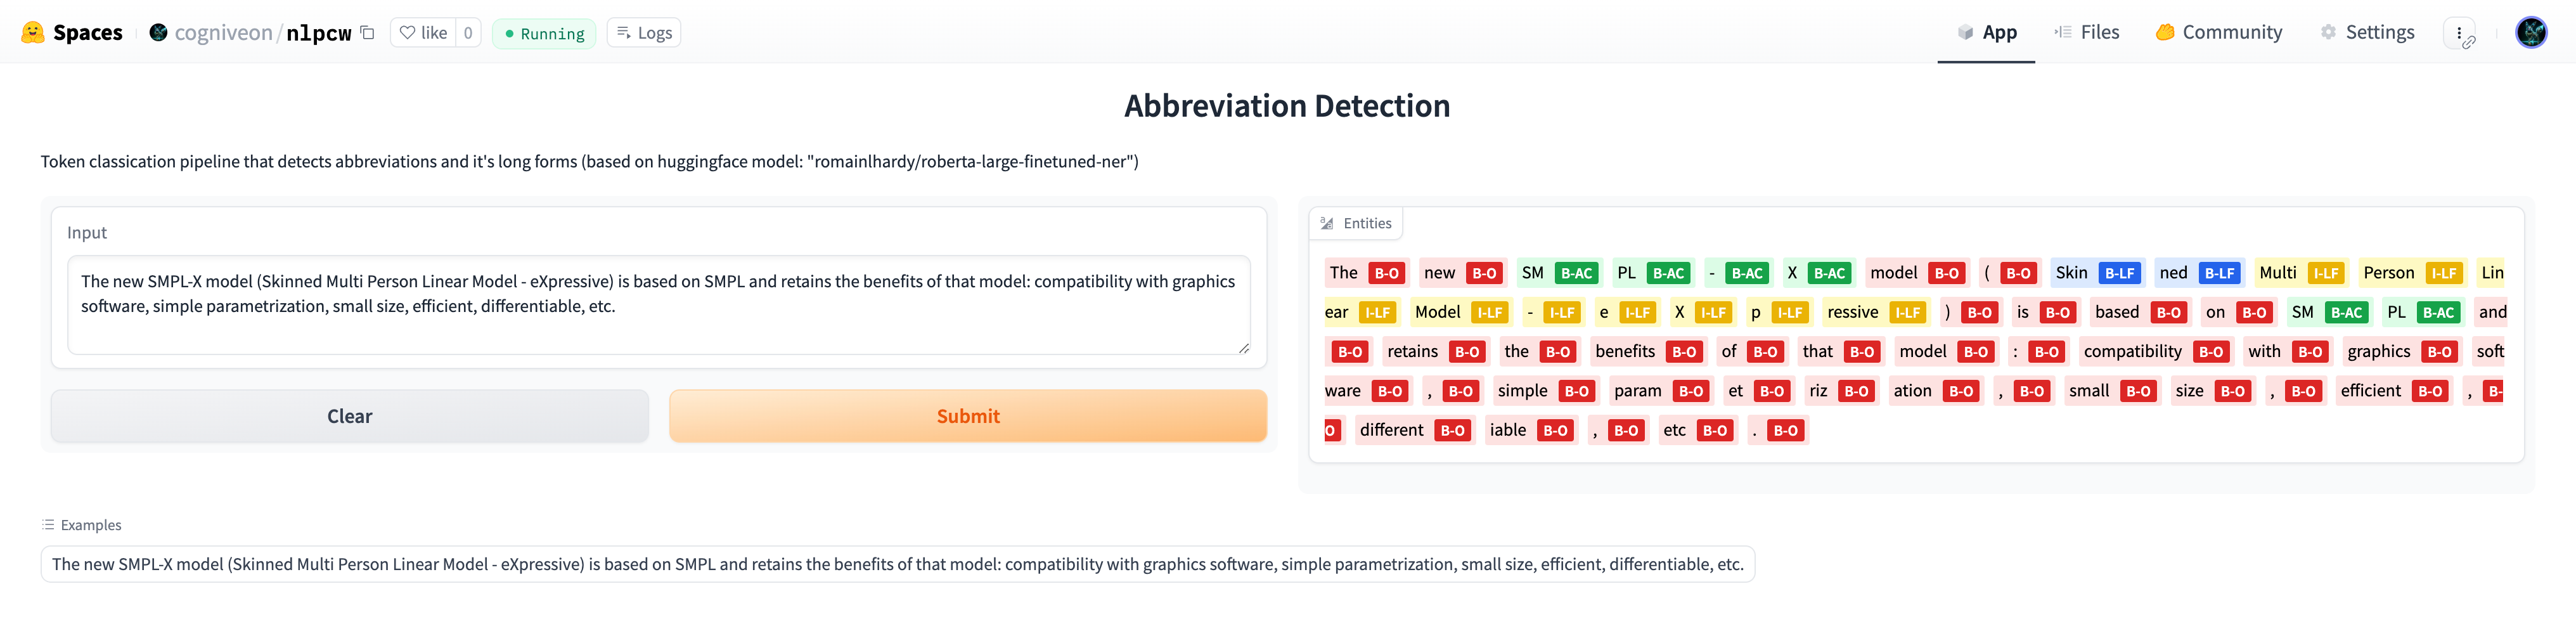 Spaces cogniveon/nlpcw like 0 Running Logs App Files Community Settings
Abbreviation Detection
Token classication pipeline that detects abbreviations and it's long forms (based on huggingface model: "romainlhardy/roberta-large-finetuned-ner")
Input
The new SMPL-X model (Skinned Multi Person Linear Model - eXpressive) is based on SMPL and retains the benefits of that model: compatibility with graphics
software, simple parametrization, small size, efficient, differentiable, etc.
Clear Submit
Entities
The B-O new B-O SM B-AC PL B-AC - B-AC X B-AC model B-O ( B-O Skin B-LF ned B-LF Multi I-LF Person I-LF Lin
ear I-LF Model I-LF - I-LF e I-LF X I-LF p I-LF ressive I-LF ) B-O is B-O based B-O on B-O SM B-AC PL B-AC and
B-O retains B-O the B-O benefits B-O of B-O that B-O model B-O : B-O compatibility B-O with B-O graphics B-O soft
ware B-O , B-O simple B-O param B-O et B-O riz B-O ation B-O , B-O small B-O size B-O , B-O efficient B-O , B-
O different B-O iable B-O , B-O etc B-O . B-O
Examples
The new SMPL-X model (Skinned Multi Person Linear Model - eXpressive) is based on SMPL and retains the benefits of that model: compatibility with graphics software, simple parametrization, small size, efficient, differentiable, etc.